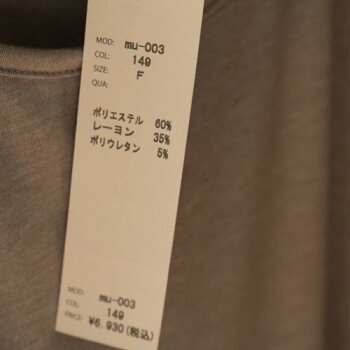 MOD: mu-003
COL: 149
SIZE: F
QUA:
ポリエステル 60%
レーヨン 35%
ポリウレタン 5%
MOD: mu-003
COL: 149
PRICE: ¥6,930(税込)